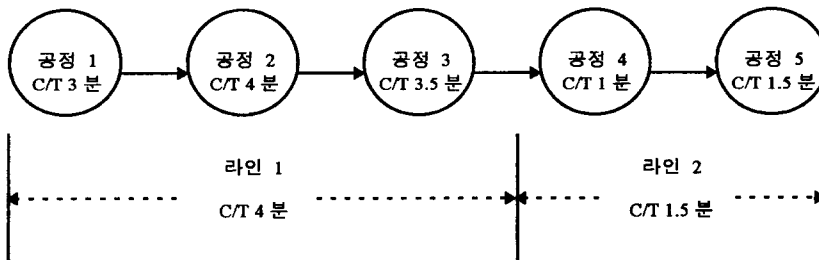 공정 1
C/T 3 분
공정 2
C/T 4 분
공정 3
C/T 3.5 분
공정 4
C/T 1 분
공정 5
C/T 1.5 분
라인 1
C/T 4 분
라인 2
C/T 1.5 분